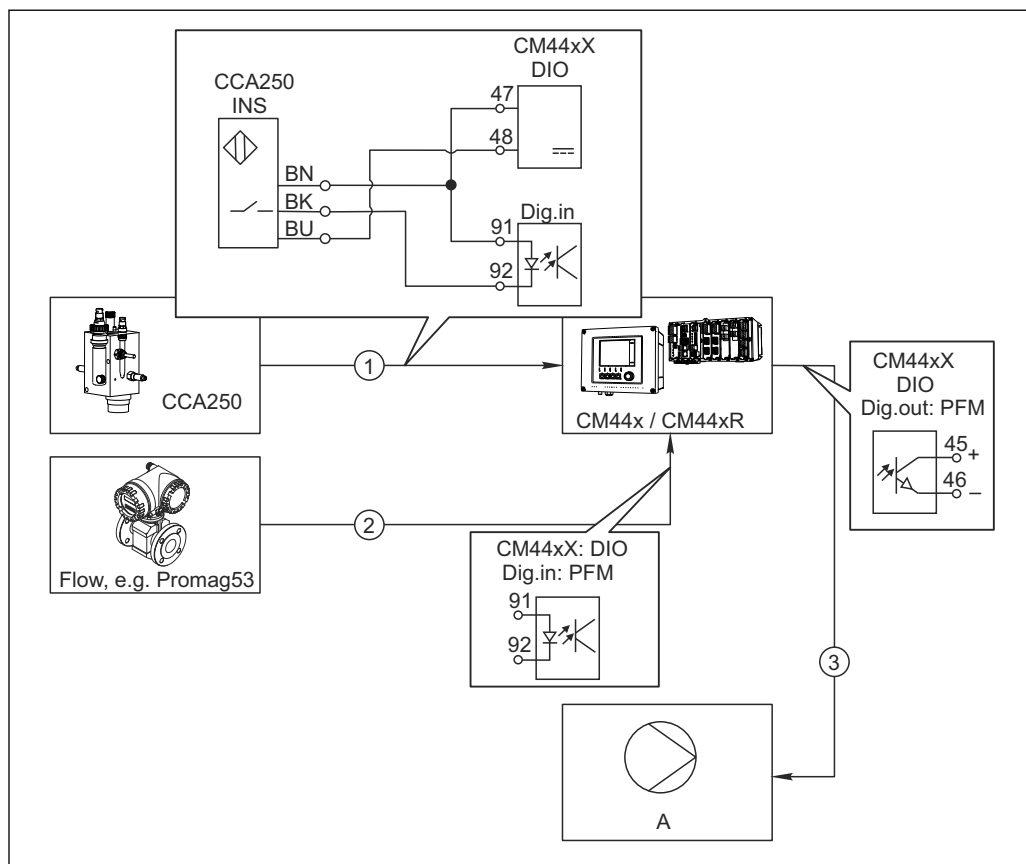 CM44xX
DIO
CCA250
INS
47
48
BN
BK
BU
Dig.in
91
92
1
CCA250
CM44x / CM44xR
CM44xX
DIO
Dig.out: PFM
45
+
46
–
2
Flow, e.g. Promag53
CM44xX: DIO
Dig.in: PFM
91
92
3
A